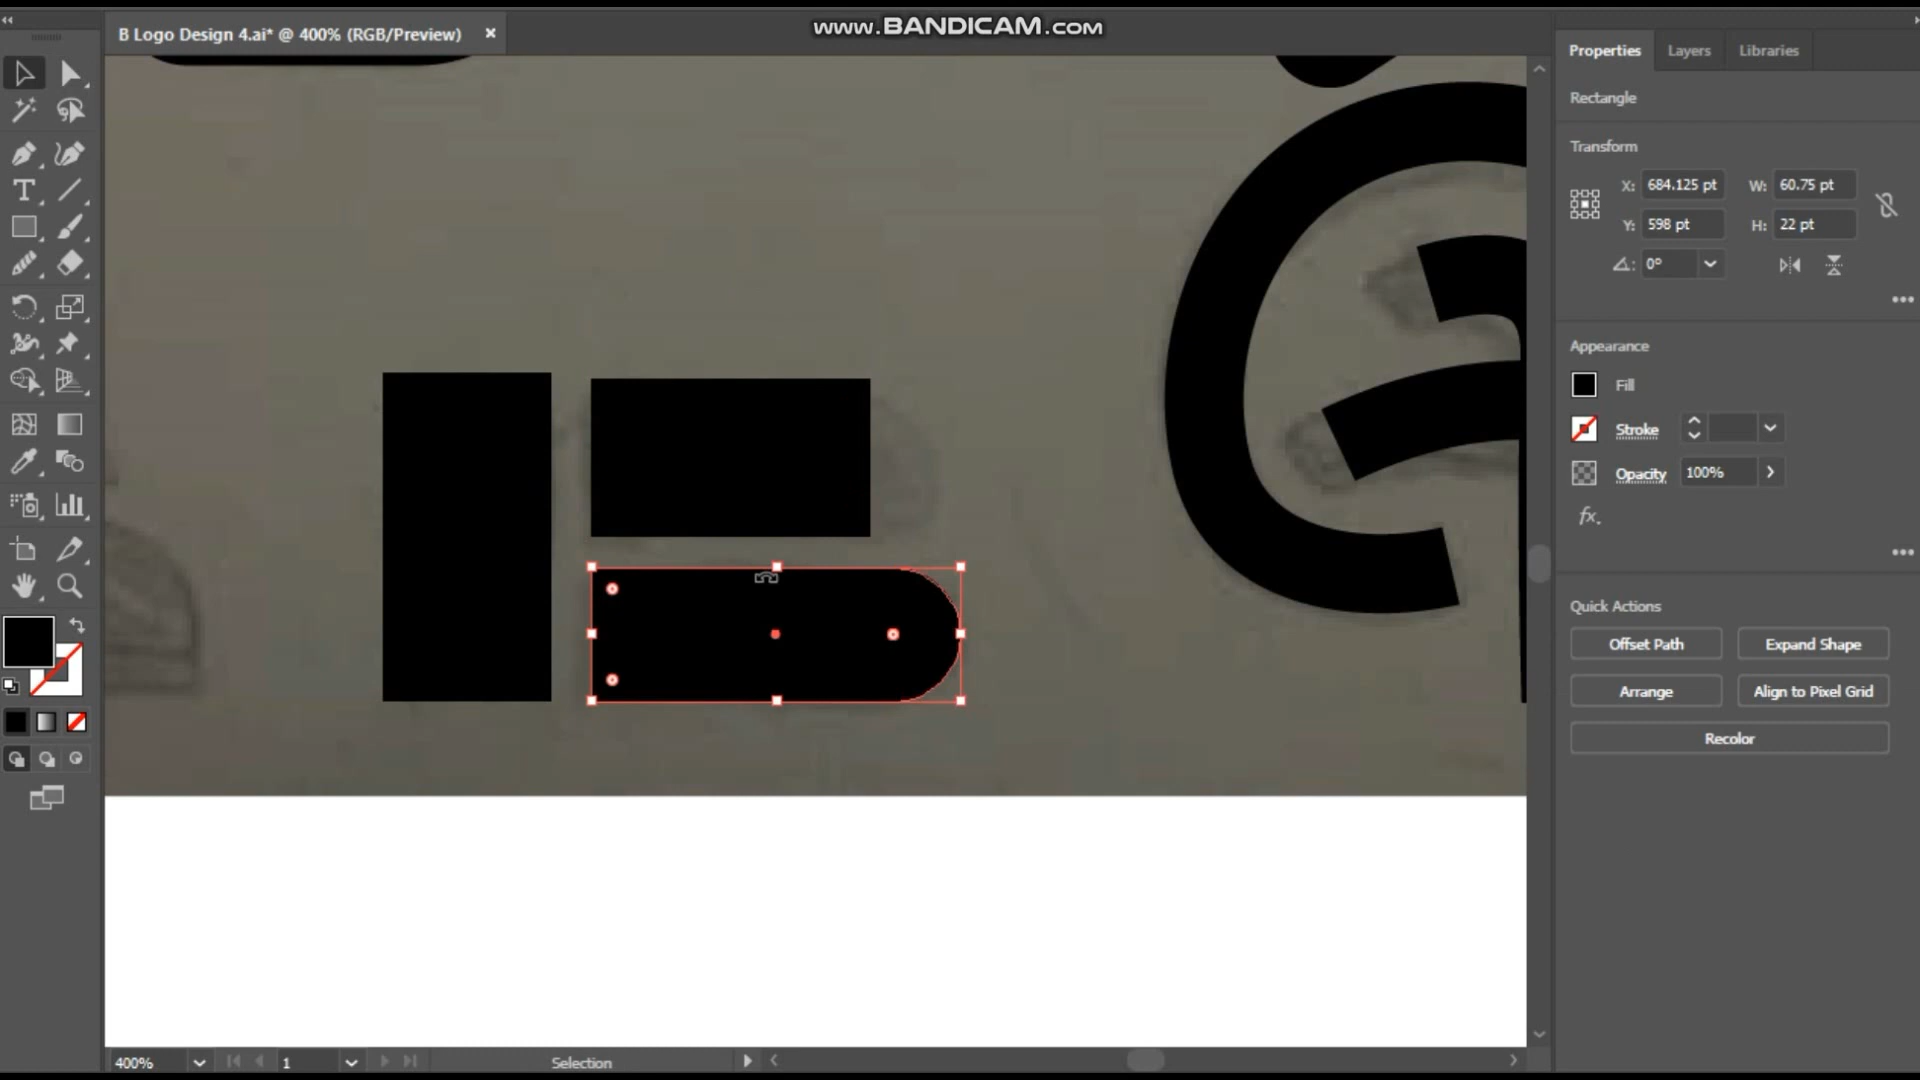 www.BANDICAM.com
B Logo Design 4.ai* @ 400% (RGB/Preview) ×
Properties Layers Libraries
Rectangle
Transform
X: 684.125 pt W: 60.75 pt
Y: 598 pt H: 22 pt
0°
Appearance
Fill
Stroke
Opacity 100%
fx.
Quick Actions
Offset Path Expand Shape
Arrange Align to Pixel Grid
Recolor
400% 1 Selection